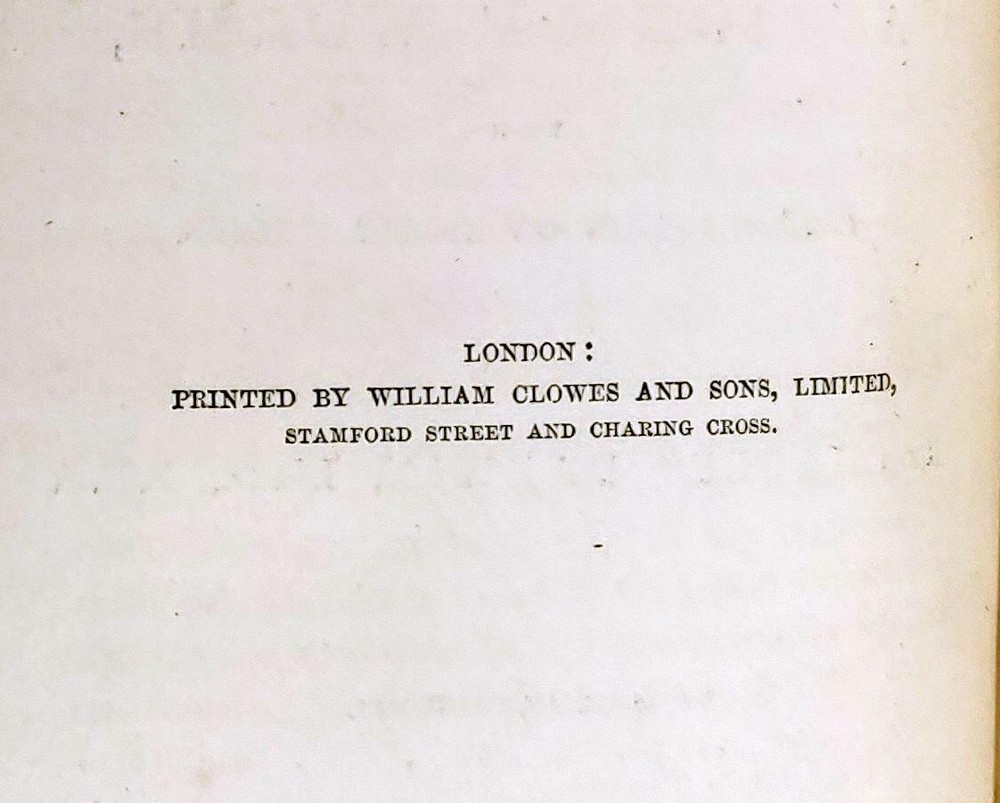 LONDON:
PRINTED BY WILLIAM CLOWES AND SONS, LIMITED,
STAMFORD STREET AND CHARING CROSS.